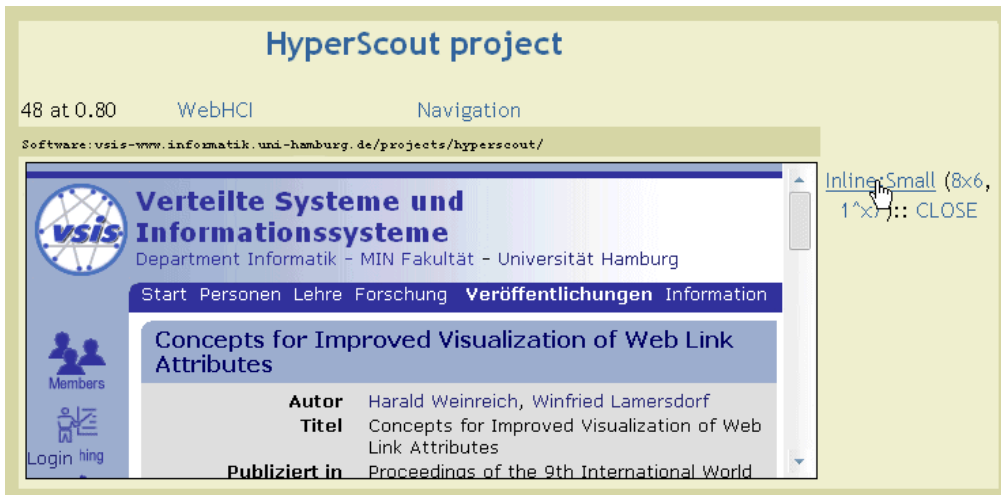 HyperScout project
48 at 0.80 WebHCI Navigation
Software:vsis-www.informatik.uni-hamburg.de/projects/hyperscout/
Inline:Small (8x6,
):: CLOSE
vsis
Verteilte Systeme und
Informationssysteme
Department Informatik - MIN Fakultät - Universität Hamburg
Start Personen Lehre Forschung Veröffentlichungen Information
Members
Login hing
Concepts for Improved Visualization of Web Link
Attributes
Autor Harald Weinreich, Winfried Lamersdorf
Titel Concepts for Improved Visualization of Web
Link Attributes
Publiziert in Proceedings of the 9th International World